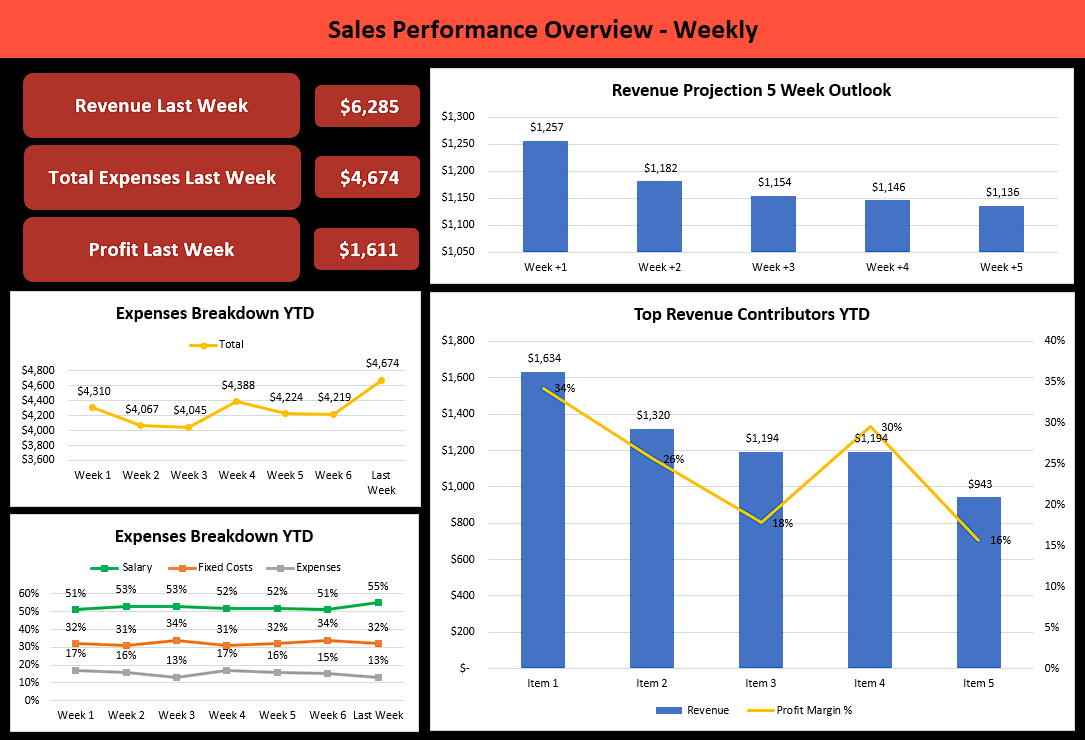 Sales Performance Overview - Weekly
Revenue Last Week
$6,285
Total Expenses Last Week
$4,674
Profit Last Week
$1,611
Revenue Projection 5 Week Outlook
$1,300
$1,250
$1,200
$1,150
$1,100
$1,050
$1,257
$1,182
$1,154
$1,146
$1,136
Week +1
Week +2
Week +3
Week +4
Week +5
Expenses Breakdown YTD
Total
$4,800
$4,600
$4,400
$4,200
$4,000
$3,800
$3,600
$4,310
$4,067
$4,045
$4,388
$4,224
$4,219
$4,674
Week 1
Week 2
Week 3
Week 4
Week 5
Week 6
Last
Week
Top Revenue Contributors YTD
$1,800
$1,600
$1,400
$1,200
$1,000
$800
$600
$400
$200
$-
$1,634
$1,320
$1,194
$1,194
$943
34%
26%
18%
30%
16%
40%
35%
30%
25%
20%
15%
10%
5%
0%
Item 1
Item 2
Item 3
Item 4
Item 5
Revenue
Profit Margin %
Expenses Breakdown YTD
Salary
Fixed Costs
Expenses
60%
50%
40%
30%
20%
10%
0%
51%
53%
53%
52%
52%
51%
55%
32%
31%
34%
31%
32%
34%
32%
17%
16%
13%
17%
16%
15%
13%
Week 1
Week 2
Week 3
Week 4
Week 5
Week 6
Last Week